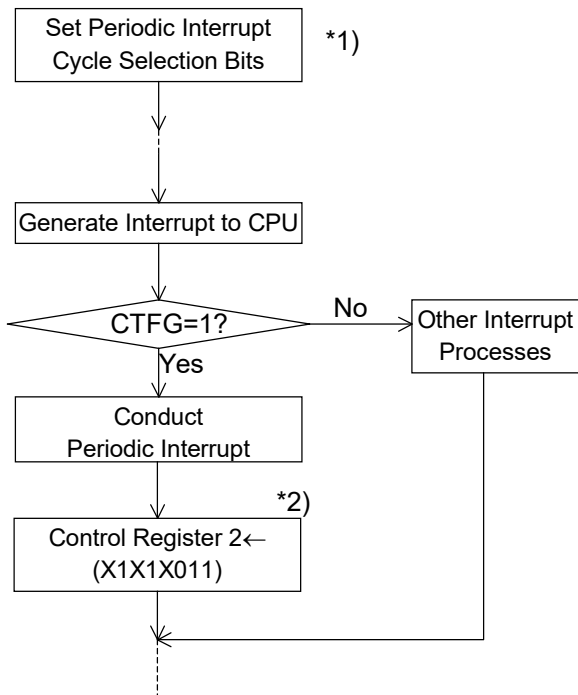 Set Periodic Interrupt
Cycle Selection Bits
*1)
Generate Interrupt to CPU
CTFG=1?
No
Other Interrupt
Processes
Yes
Conduct
Periodic Interrupt
*2)
Control Register 2←
(X1X1X011)